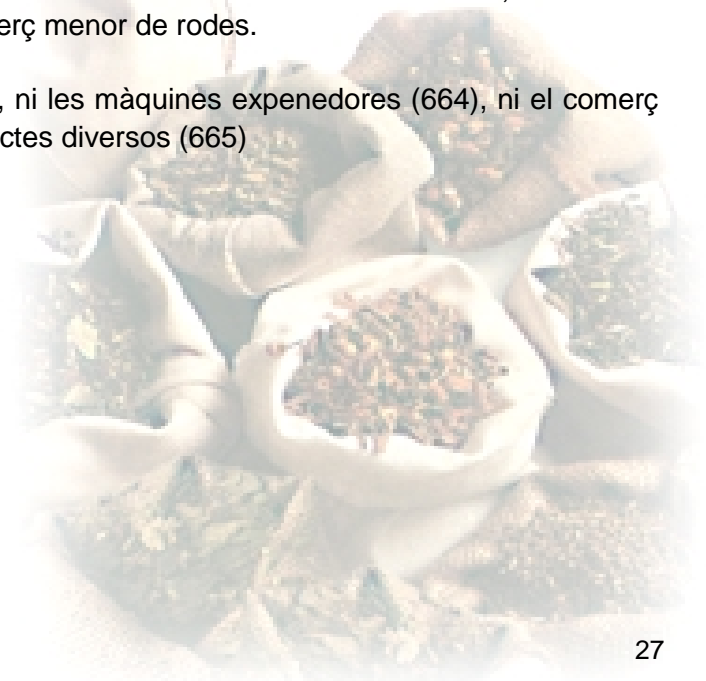 erç menor de rodes.
, ni les màquines expenedores (664), ni el comerç
ctes diversos (665)
27